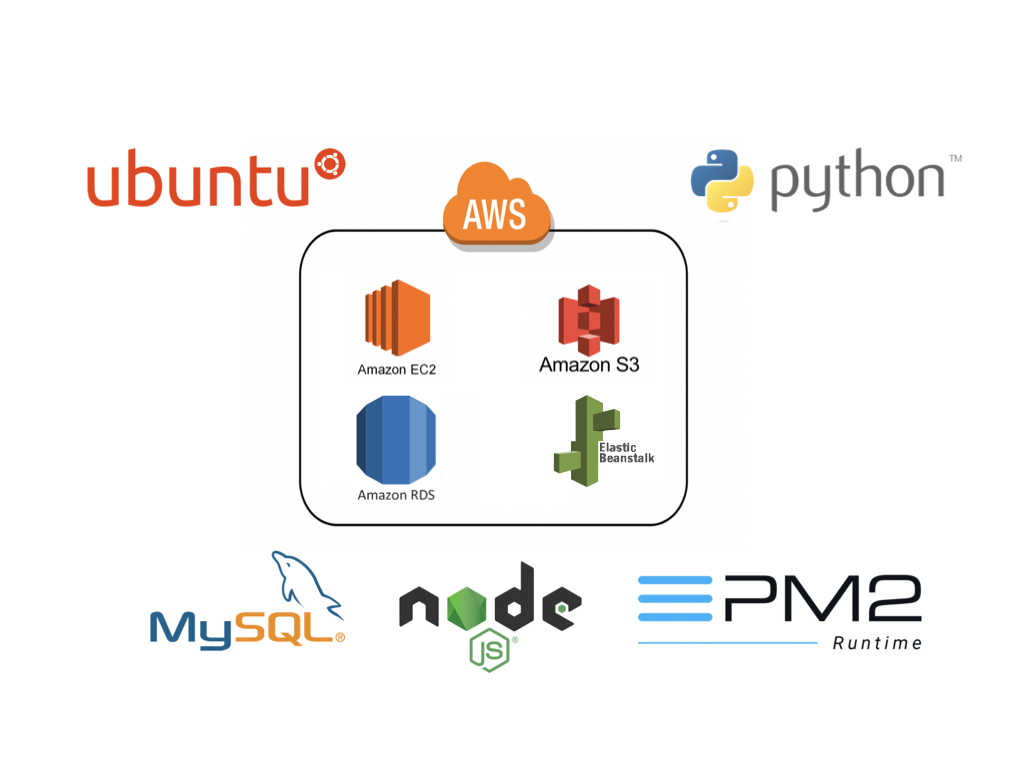 ubuntu
python™
AWS
Amazon EC2
Amazon S3
Elastic
Beanstalk
Amazon RDS
MySQL®
node
JS®
PM2
Runtime